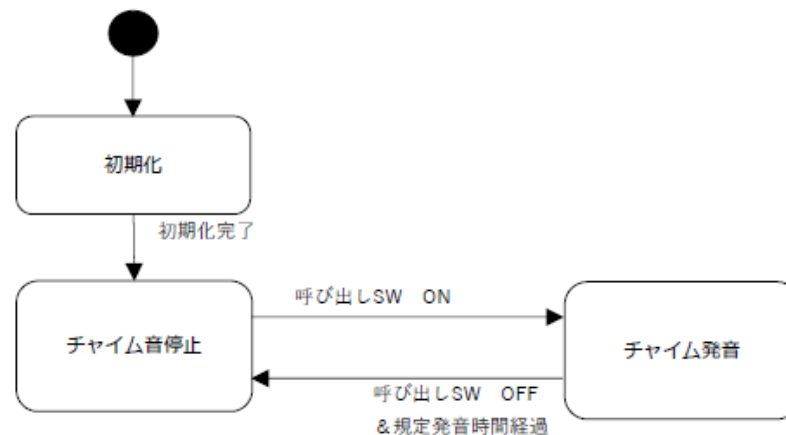 初期化
初期化完了
呼び出しSW　ON
チャイム音停止
チャイム発音
呼び出しSW　OFF
＆規定発音時間経過